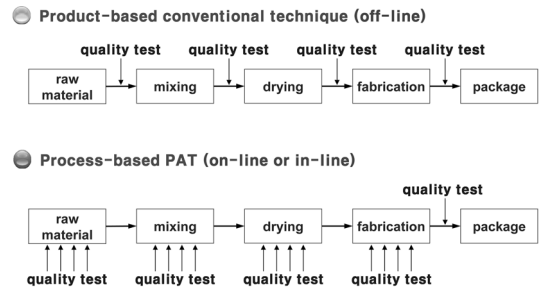 Product-based conventional technique (off-line)
quality test quality test quality test quality test
raw
material
mixing
drying
fabrication
package
Process-based PAT (on-line or in-line)
quality test
raw
material
mixing
drying
fabrication
package
quality test quality test quality test quality test